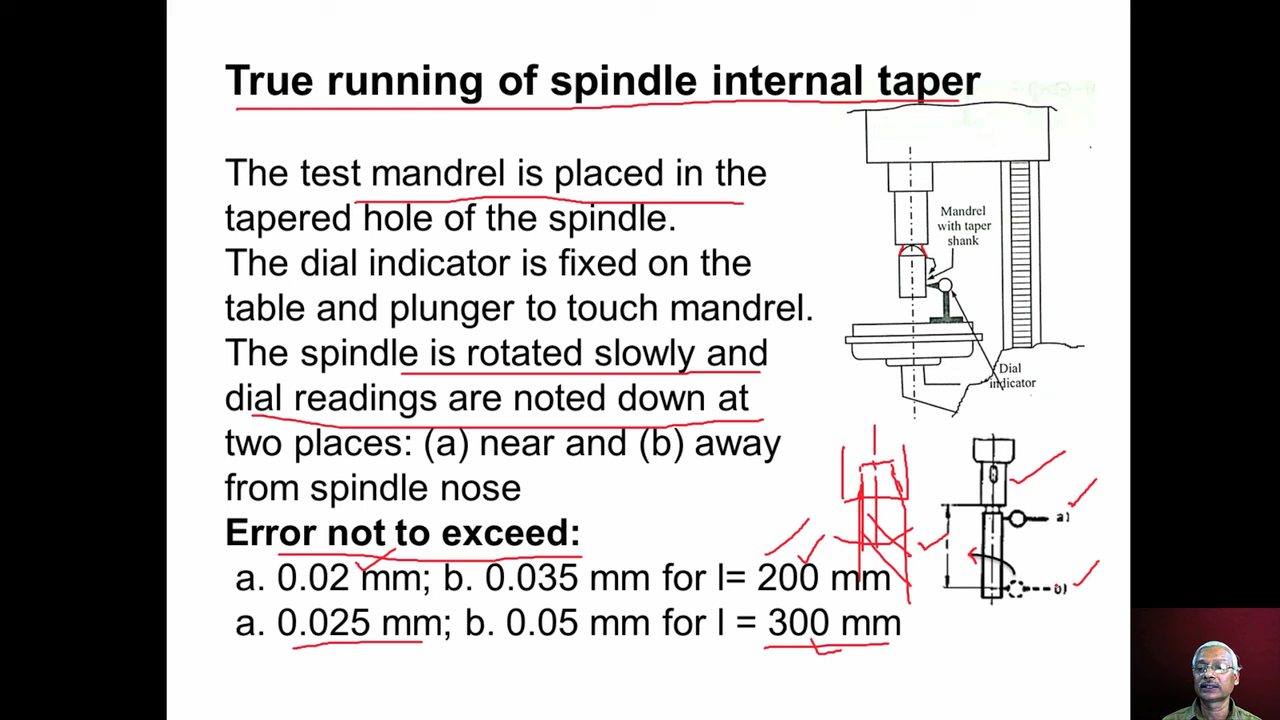 True running of spindle internal taper
The test mandrel is placed in the
tapered hole of the spindle.
The dial indicator is fixed on the
table and plunger to touch mandrel.
The spindle is rotated slowly and
dial readings are noted down at
two places: (a) near and (b) away
from spindle nose
Error not to exceed:
a. 0.02 mm; b. 0.035 mm for l= 200 mm
a. 0.025 mm; b. 0.05 mm for l = 300 mm
Mandrel
with taper
shank
Dial
indicator
a)
b)